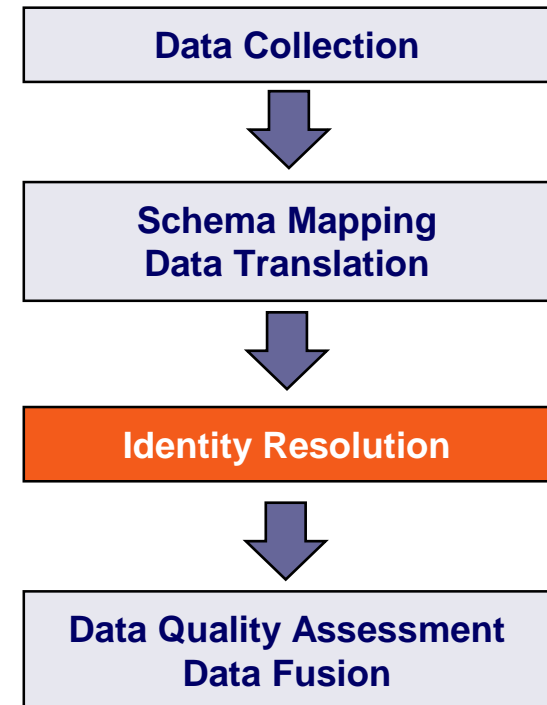 Data Collection
Schema Mapping
Data Translation
Identity Resolution
Data Quality Assessment
Data Fusion